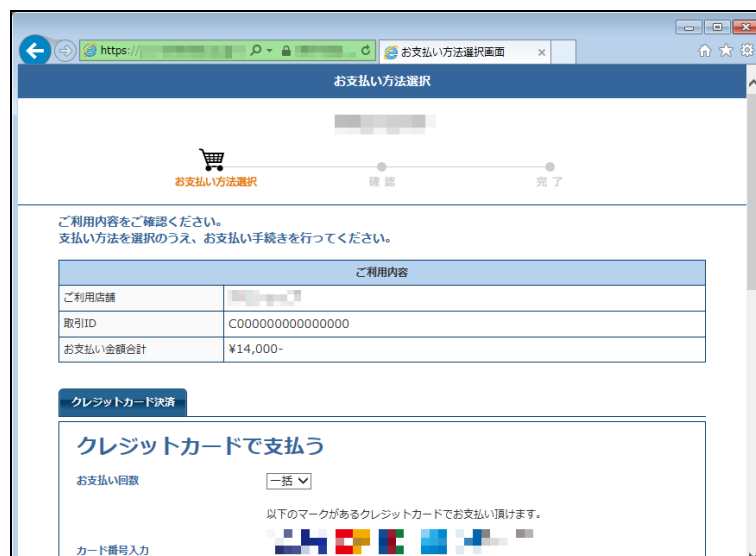 https://
お支払い方法選択画面
お支払い方法選択
お支払い方法選択
確 認
完 了
ご利用内容をご確認ください。
支払い方法を選択のうえ、お支払い手続きを行ってください。
ご利用内容
ご利用店舗
取引ID
C000000000000000
お支払い金額合計
¥14,000-
クレジットカード決済
クレジットカードで支払う
お支払い回数
一括
以下のマークがあるクレジットカードでお支払い頂けます。
カード番号入力